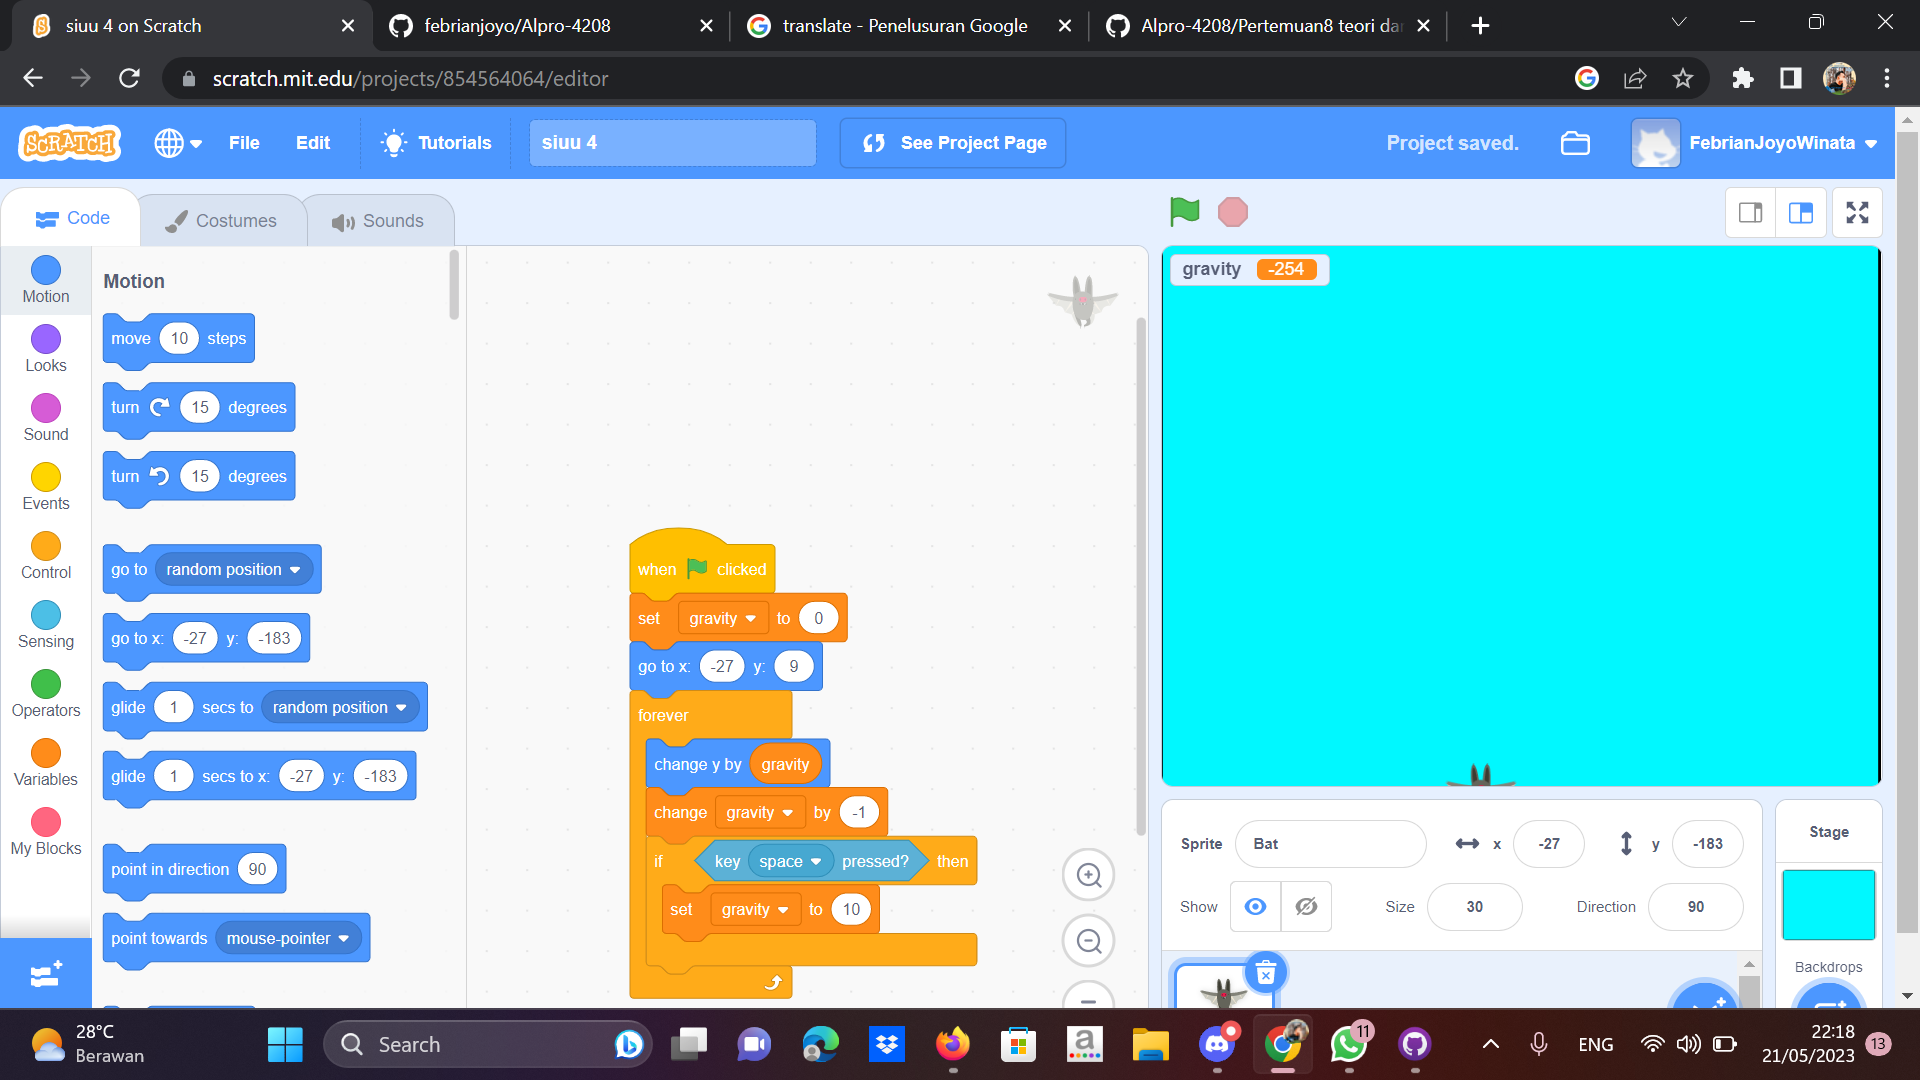 siuu 4 on Scratch
febrianjoyo/Alpro-4208
translate - Penelusuran Google
Alpro-4208/Pertemuan8 teori da
scratch.mit.edu/projects/854564064/editor
SCRATCH
File
Edit
Tutorials
siuu 4
See Project Page
Project saved.
FebrianJoyoWinata
Code
Costumes
Sounds
Motion
Looks
Sound
Events
Control
Sensing
Operators
Variables
My Blocks
Motion
move 10 steps
turn 15 degrees
turn 15 degrees
go to random position
go to x: -27 y: -183
glide 1 secs to random position
glide 1 secs to x: -27 y: -183
point in direction 90
point towards mouse-pointer
when clicked
set gravity to 0
go to x: -27 y: 9
forever
change y by gravity
change gravity by -1
if key space pressed? then
set gravity to 10
gravity -254
Sprite Bat x -27 y -183
Show Size 30 Direction 90
Stage
Backdrops
28°C
Berawan
Search
a
11
ENG
22:18
21/05/2023
13